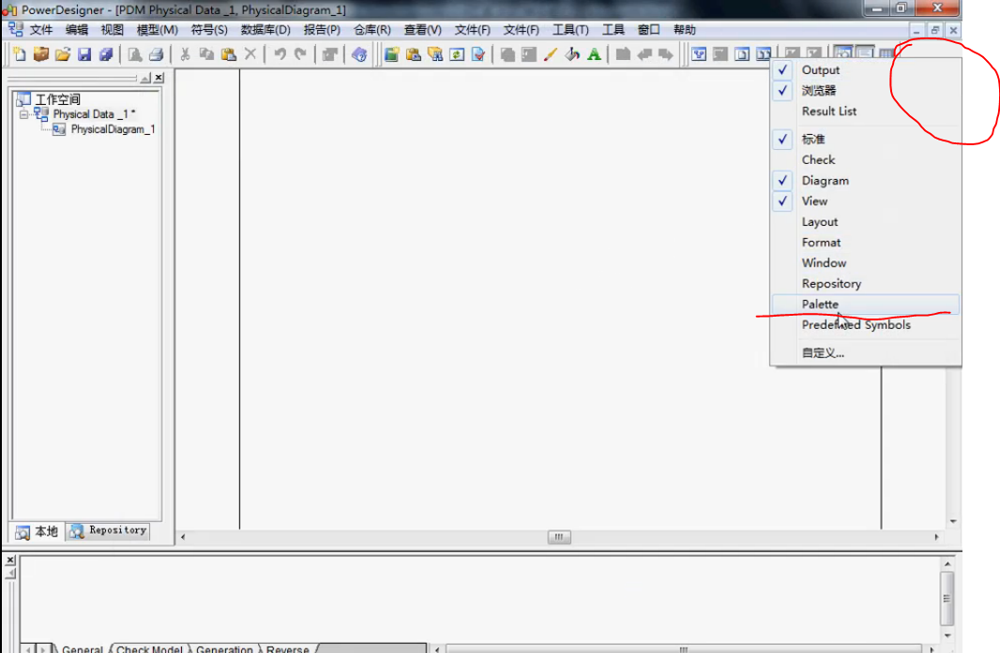 PowerDesigner - [PDM Physical Data _1, PhysicalDiagram_1]
文件 编辑 视图 模型(M) 符号(S) 数据库(D) 报告(P) 仓库(R) 查看(V) 文件(F) 文件(F) 工具(T) 工具 窗口 帮助
工作空间
Physical Data _1 *
PhysicalDiagram_1
Output
浏览器
Result List
标准
Check
Diagram
View
Layout
Format
Window
Repository
Palette
Predefined Symbols
自定义...
本地 Repository
General Check Model Generation Reverse